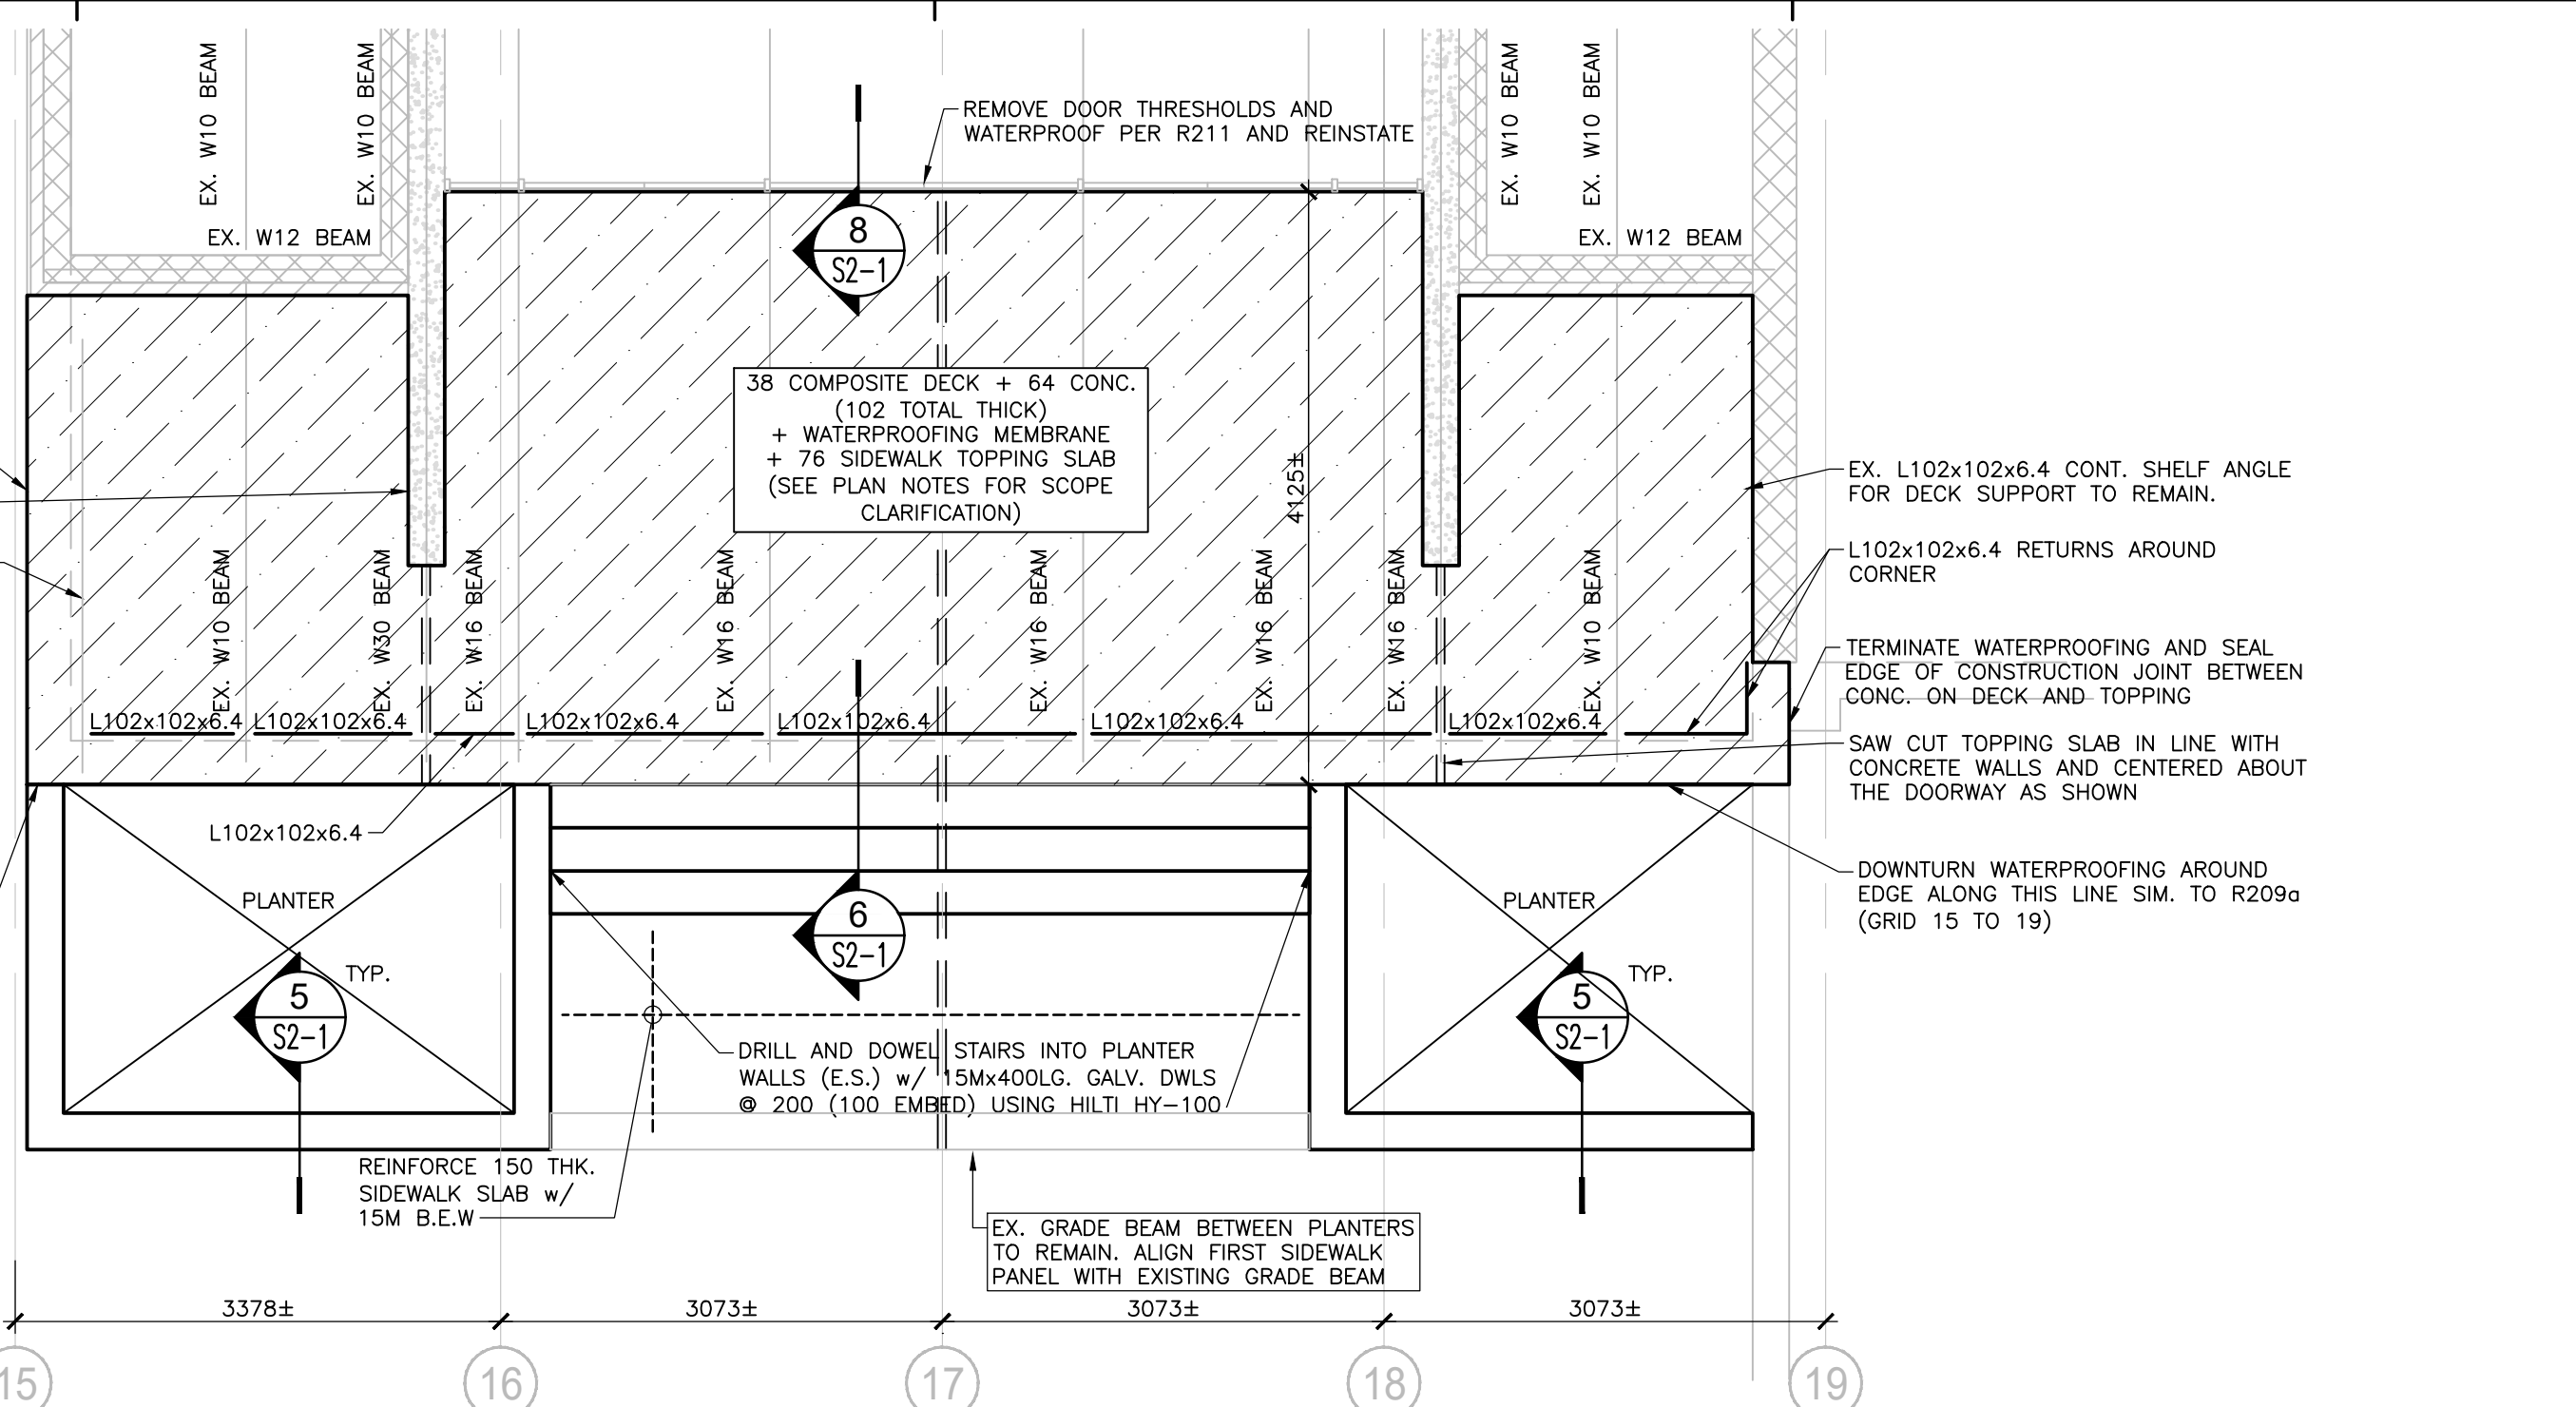 EX. W10 BEAM
EX. W10 BEAM
EX. W12 BEAM
REMOVE DOOR THRESHOLDS AND
WATERPROOF PER R211 AND REINSTATE
EX. W10 BEAM
EX. W10 BEAM
EX. W12 BEAM
8
S2-1
38 COMPOSITE DECK + 64 CONC.
(102 TOTAL THICK)
+ WATERPROOFING MEMBRANE
+ 76 SIDEWALK TOPPING SLAB
(SEE PLAN NOTES FOR SCOPE
CLARIFICATION)
4125±
EX. L102x102x6.4 CONT. SHELF ANGLE
FOR DECK SUPPORT TO REMAIN.
L102x102x6.4 RETURNS AROUND
CORNER
TERMINATE WATERPROOFING AND SEAL
EDGE OF CONSTRUCTION JOINT BETWEEN
CONC. ON DECK AND TOPPING
SAW CUT TOPPING SLAB IN LINE WITH
CONCRETE WALLS AND CENTERED ABOUT
THE DOORWAY AS SHOWN
DOWNTURN WATERPROOFING AROUND
EDGE ALONG THIS LINE SIM. TO R209a
(GRID 15 TO 19)
EX. W10 BEAM
EX. W30 BEAM
EX. W16 BEAM
EX. W16 BEAM
EX. W16 BEAM
EX. W16 BEAM
EX. W16 BEAM
EX. W10 BEAM
L102x102x6.4
L102x102x6.4
L102x102x6.4
L102x102x6.4
L102x102x6.4
L102x102x6.4
L102x102x6.4
PLANTER
TYP.
5
S2-1
6
S2-1
PLANTER
TYP.
5
S2-1
DRILL AND DOWEL STAIRS INTO PLANTER
WALLS (E.S.) w/ 15Mx400LG. GALV. DWLS
@ 200 (100 EMBED) USING HILTI HY-100
REINFORCE 150 THK.
SIDEWALK SLAB w/
15M B.E.W
EX. GRADE BEAM BETWEEN PLANTERS
TO REMAIN. ALIGN FIRST SIDEWALK
PANEL WITH EXISTING GRADE BEAM
3378±
3073±
3073±
3073±
15
16
17
18
19